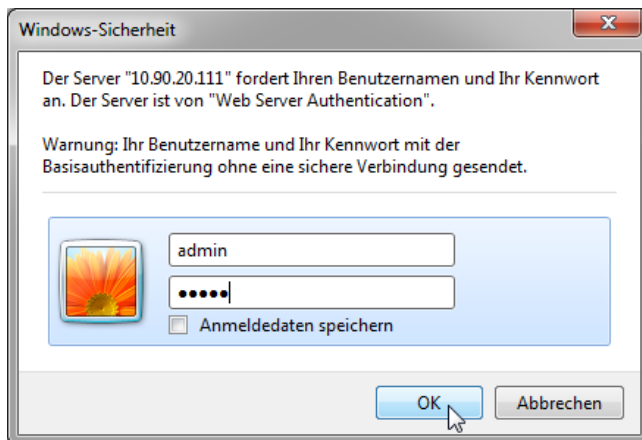 Windows-Sicherheit
Der Server "10.90.20.111" fordert Ihren Benutzernamen und Ihr Kennwort
an. Der Server ist von "Web Server Authentication".
Warnung: Ihr Benutzername und Ihr Kennwort mit der
Basisauthentifizierung ohne eine sichere Verbindung gesendet.
admin
•••••
Anmeldedaten speichern
OK
Abbrechen